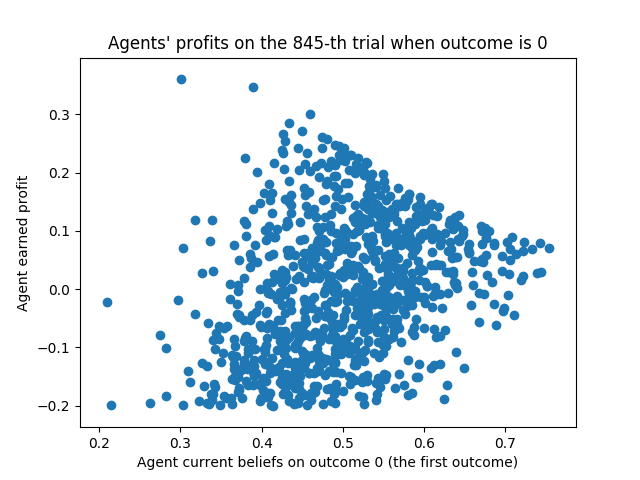 Agents' profits on the 845-th trial when outcome is 0
0.3
0.2
0.1
0.0
−0.1
−0.2
Agent earned profit
0.2 0.3 0.4 0.5 0.6 0.7
Agent current beliefs on outcome 0 (the first outcome)